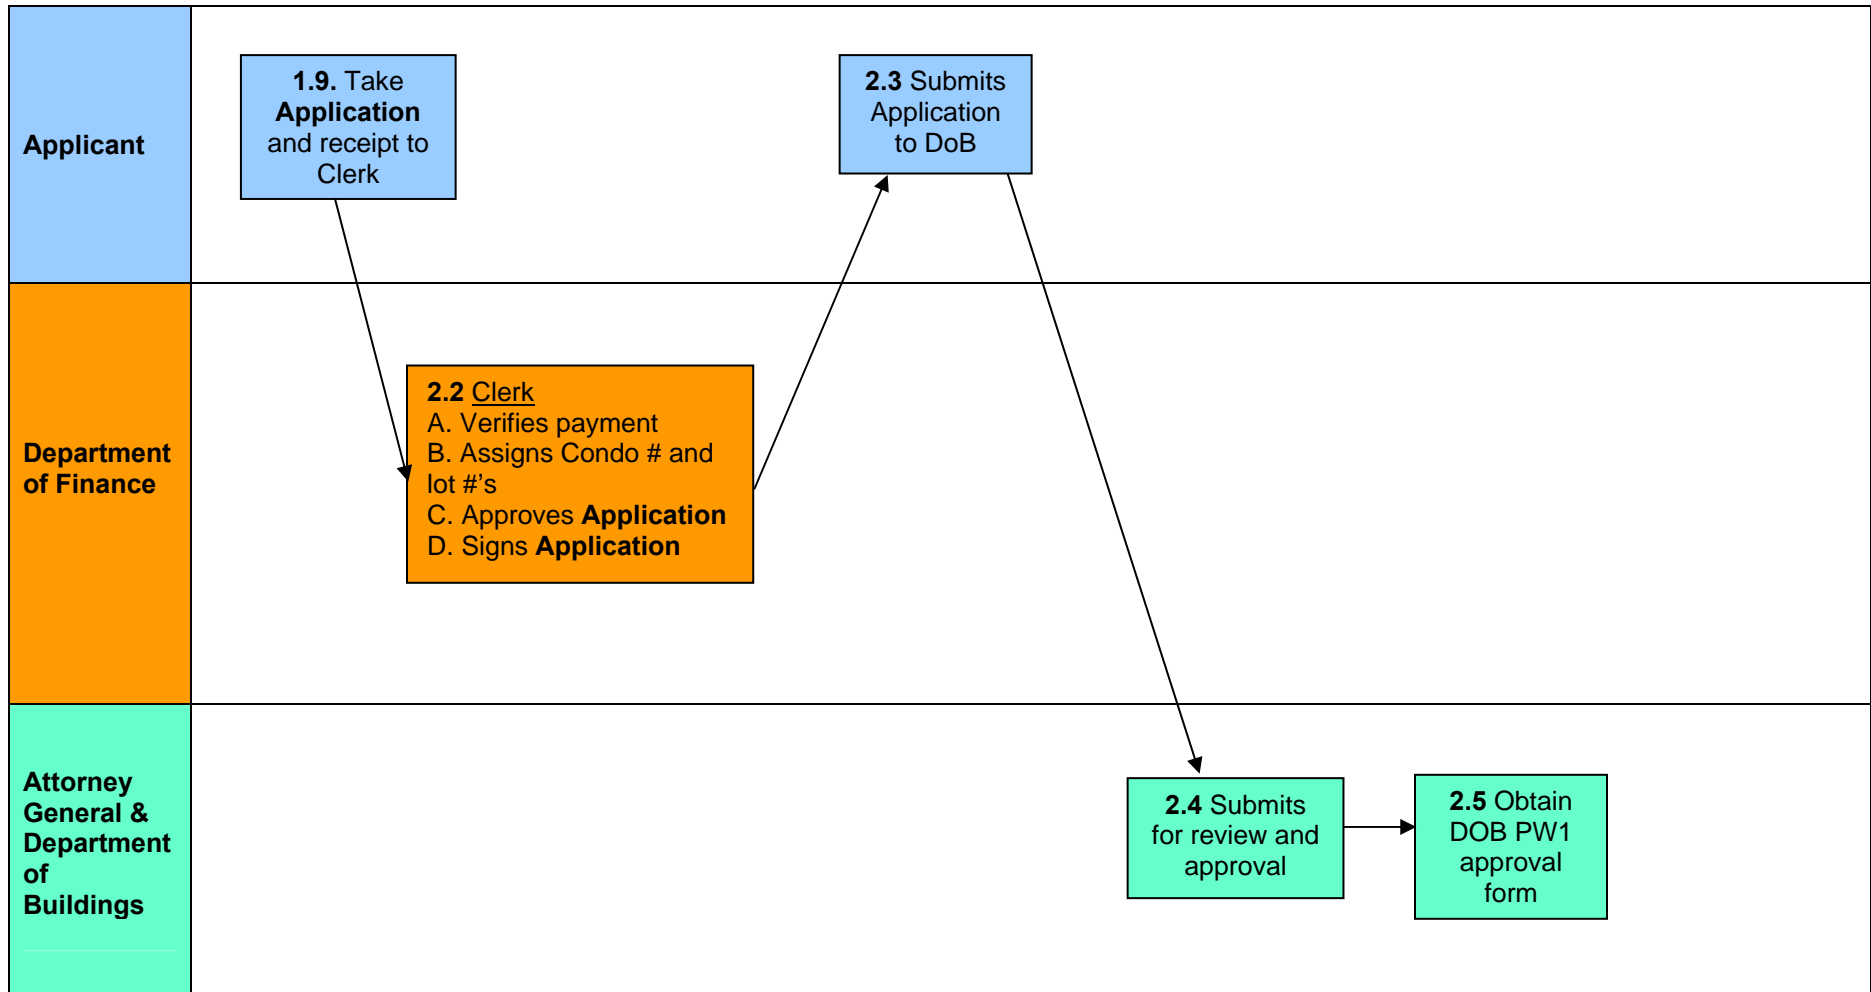 Applicant
1.9. Take
Application
and receipt to
Clerk
2.3 Submits
Application
to DoB
Department
of Finance
2.2 Clerk
A. Verifies payment
B. Assigns Condo # and
lot #’s
C. Approves Application
D. Signs Application
Attorney
General &
Department
of
Buildings
2.4 Submits
for review and
approval
2.5 Obtain
DOB PW1
approval
form